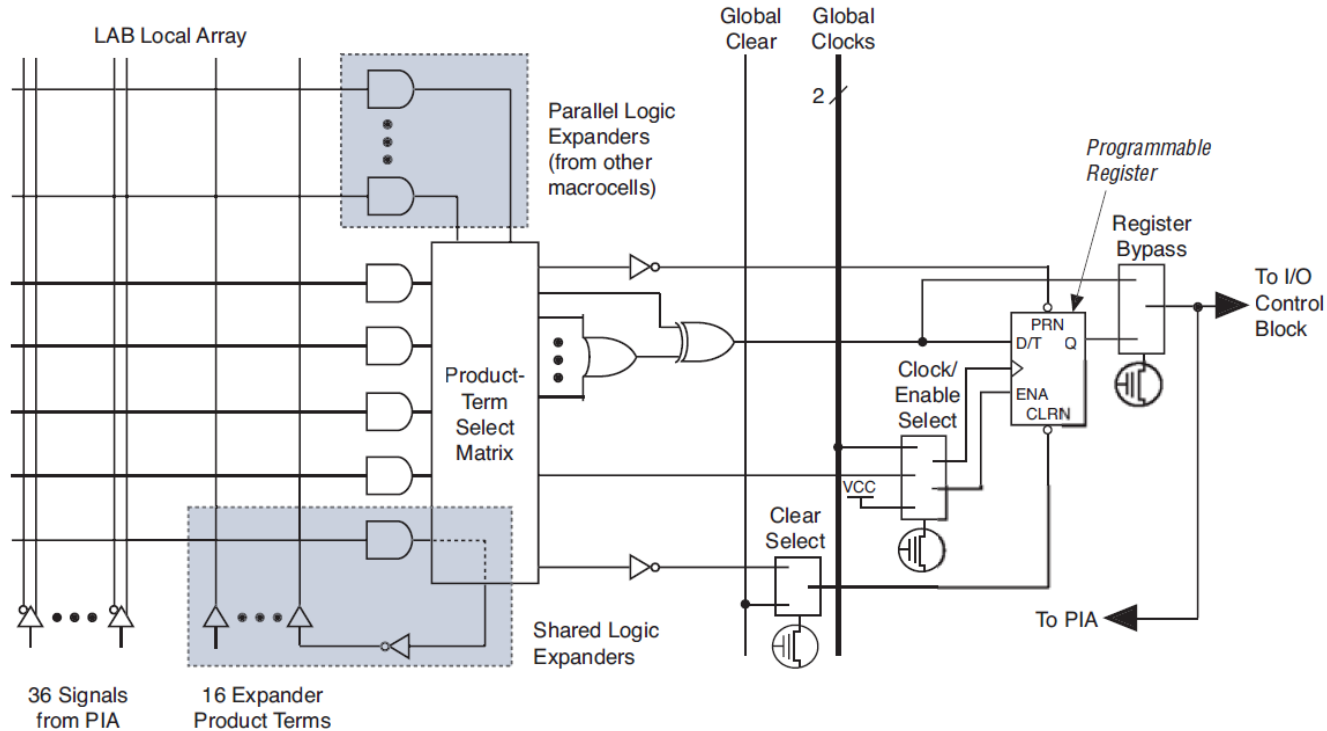 LAB Local Array
Global
Clear
Global
Clocks
2
Parallel Logic
Expanders
(from other
macrocells)
Programmable
Register
Register
Bypass
To I/O
Control
Block
PRN
D/T Q
ENA
CLRN
Clock/
Enable
Select
Product-
Term
Select
Matrix
VCC
Clear
Select
To PIA
Shared Logic
Expanders
36 Signals
from PIA
16 Expander
Product Terms